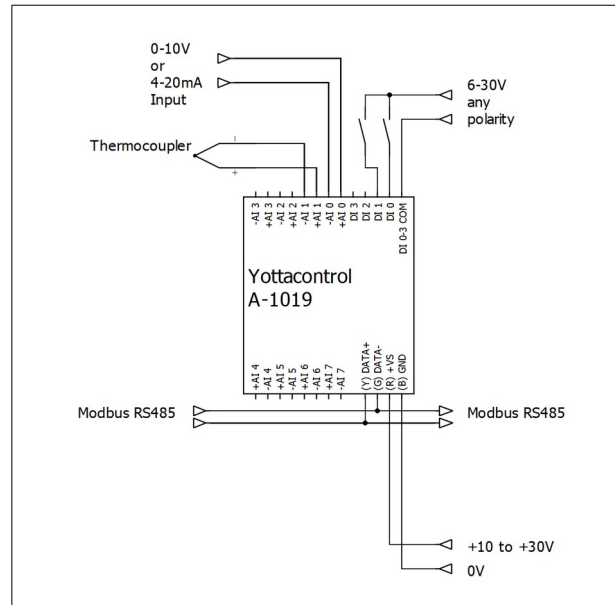 0-10V
or
4-20mA
Input
6-30V
any
polarity
Thermocoupler
-
+
-AI 3
+AI 3
-AI 2
+AI 2
-AI 1
+AI 1
-AI 0
+AI 0
DI 3
DI 2
DI 1
DI 0
DI 0-3 COM
Yottacontrol
A-1019
+AI 4
-AI 4
+AI 5
-AI 5
+AI 6
-AI 6
+AI 7
-AI 7
(Y) DATA+
(G) DATA-
(R) +VS
(B) GND
Modbus RS485
Modbus RS485
+10 to +30V
0V